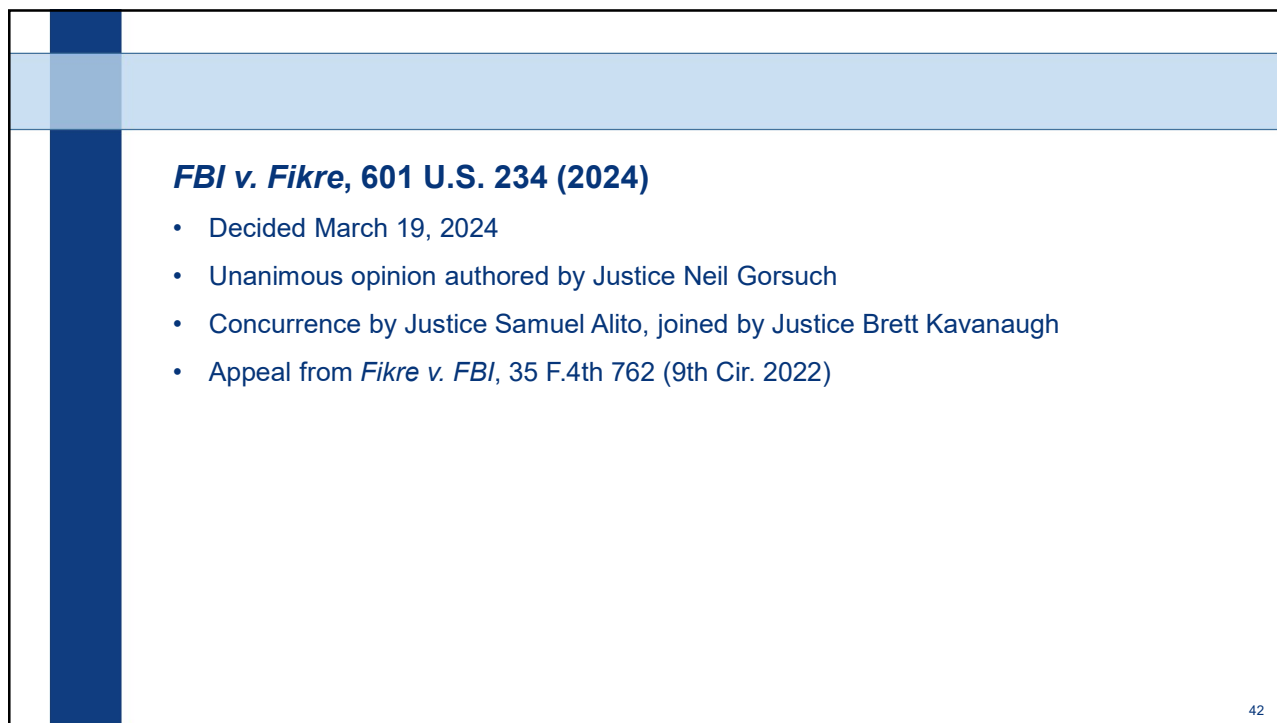 FBI v. Fikre, 601 U.S. 234 (2024)
• Decided March 19, 2024
• Unanimous opinion authored by Justice Neil Gorsuch
• Concurrence by Justice Samuel Alito, joined by Justice Brett Kavanaugh
• Appeal from Fikre v. FBI, 35 F.4th 762 (9th Cir. 2022)
42